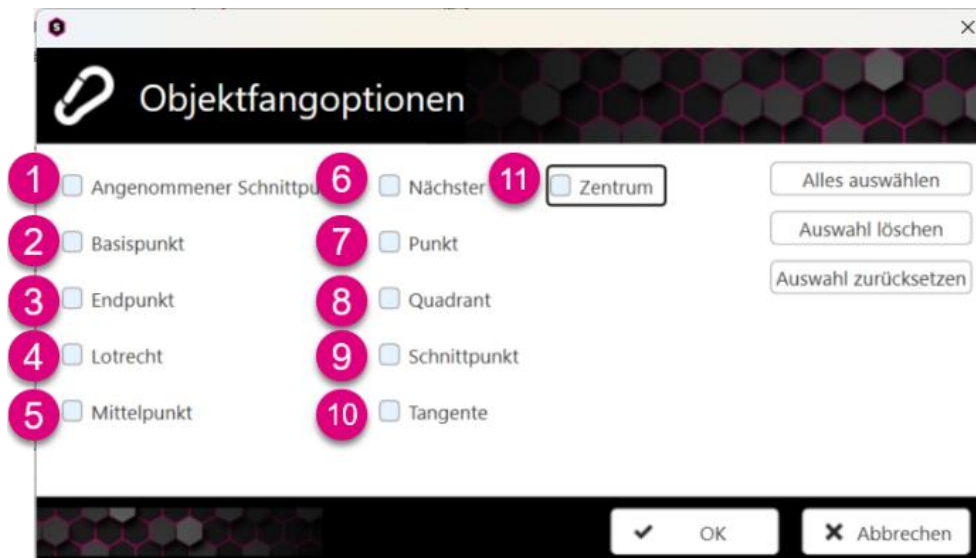 S
Objektfangoptionen
1 Angenommener 6 Nächster 11 Zentrum Alles auswählen
2 Basispunkt 7 Punkt Auswahl löschen
3 Endpunkt 8 Quadrant Auswahl zurücksetzen
4 Lotrecht 9 Schnittpunkt
5 Mittelpunkt 10 Tangente
OK Abbrechen